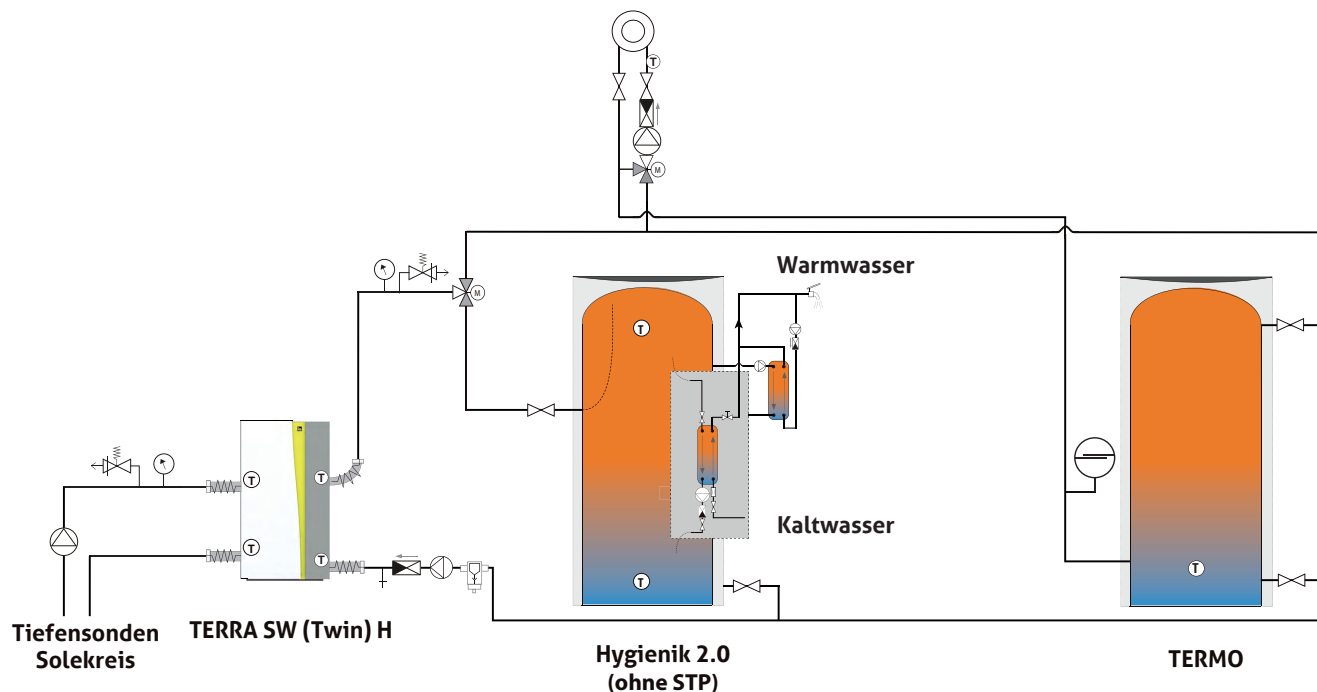 T
M
Warmwasser
M
T
T
T
T
Kaltwasser
T
T
T
T
T
Tiefensonden
Solekreis
TERRA SW (Twin) H
Hygienik 2.0
(ohne STP)
TERMO